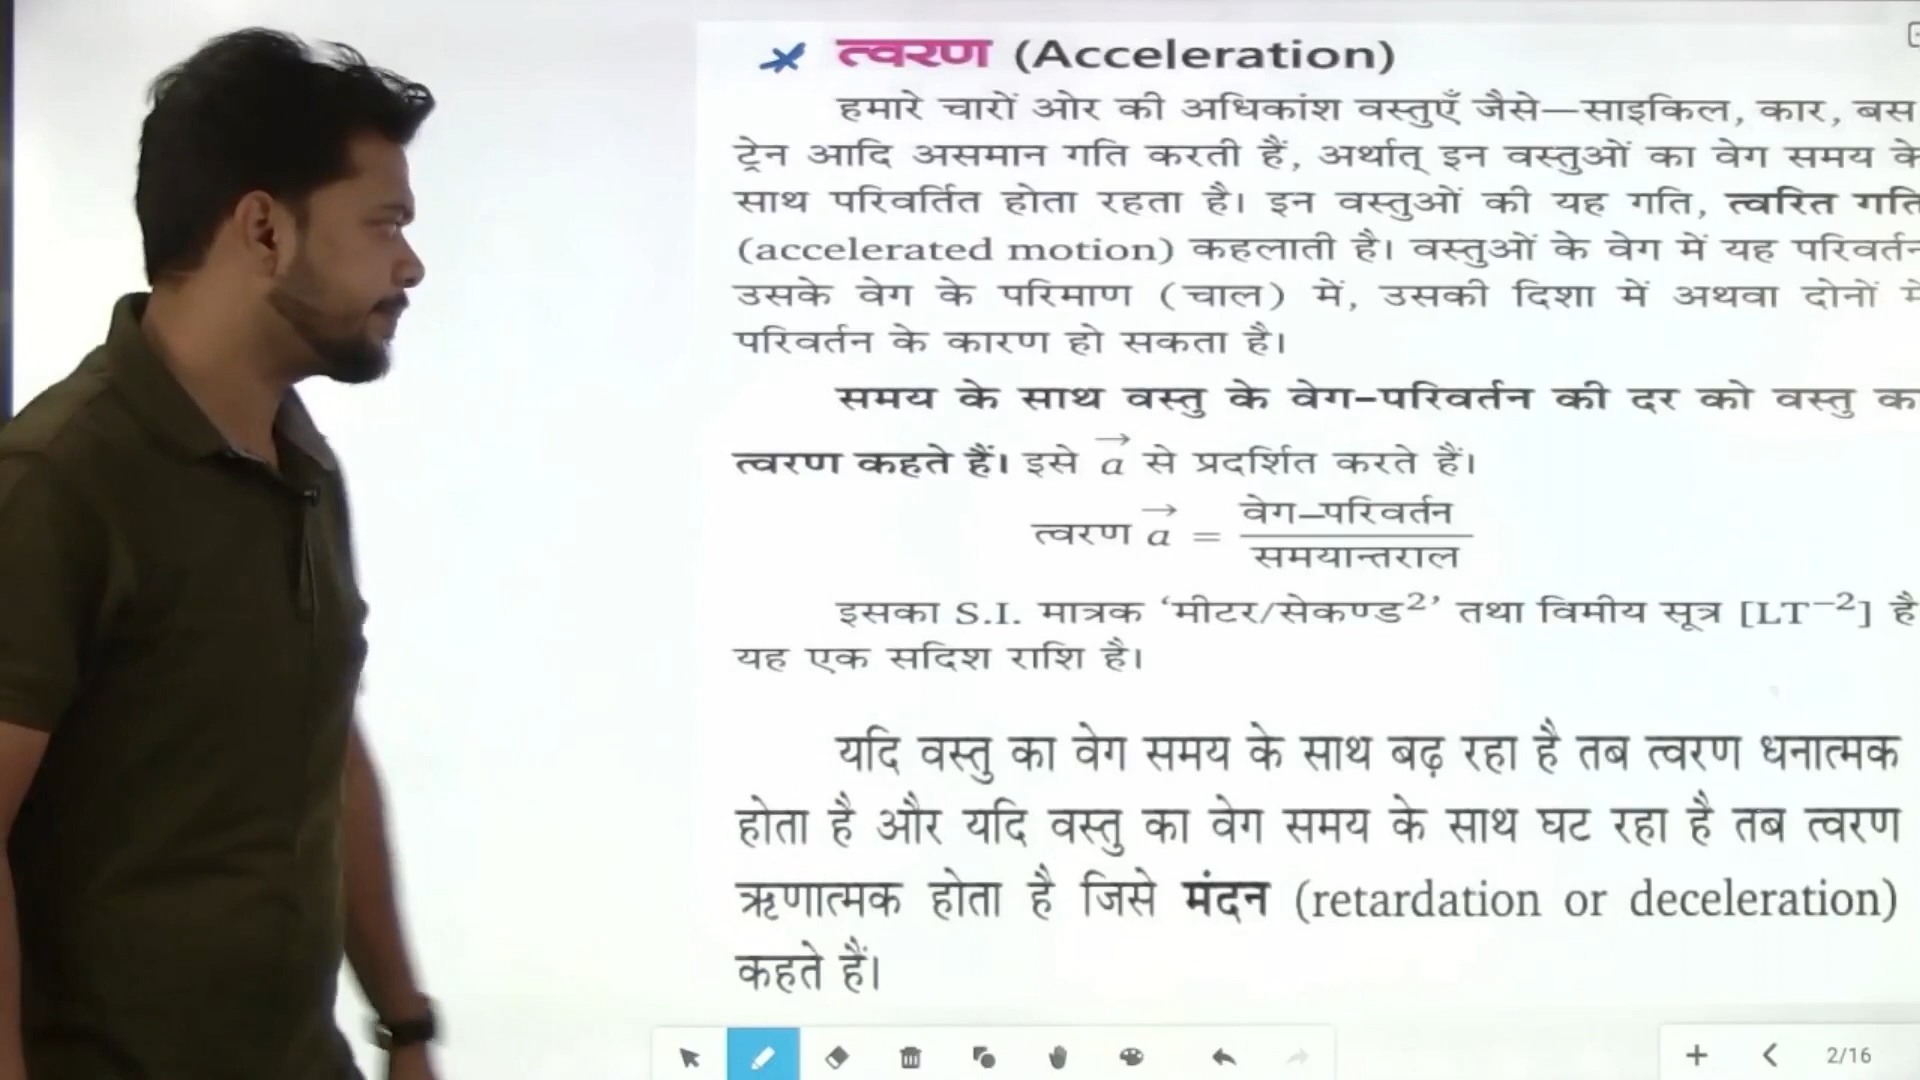 त्वरण (Acceleration)
हमारे चारों ओर की अधिकांश वस्तुएँ जैसे—साइकिल, कार, बस
ट्रेन आदि असमान गति करती हैं, अर्थात् इन वस्तुओं का वेग समय के
साथ परिवर्तित होता रहता है। इन वस्तुओं की यह गति, त्वरित गति
(accelerated motion) कहलाती है। वस्तुओं के वेग में यह परिवर्तन
उसके वेग के परिमाण (चाल) में, उसकी दिशा में अथवा दोनों में
परिवर्तन के कारण हो सकता है।
समय के साथ वस्तु के वेग-परिवर्तन की दर को वस्तु का
त्वरण कहते हैं। इसे a⃗ से प्रदर्शित करते हैं।
त्वरण a⃗ = वेग–परिवर्तन
समयान्तराल
इसका S.I. मात्रक ‘मीटर/सेकण्ड²’ तथा विमीय सूत्र [LT⁻²] है
यह एक सदिश राशि है।
यदि वस्तु का वेग समय के साथ बढ़ रहा है तब त्वरण धनात्मक
होता है और यदि वस्तु का वेग समय के साथ घट रहा है तब त्वरण
ऋणात्मक होता है जिसे मंदन (retardation or deceleration)
कहते हैं।
2/16